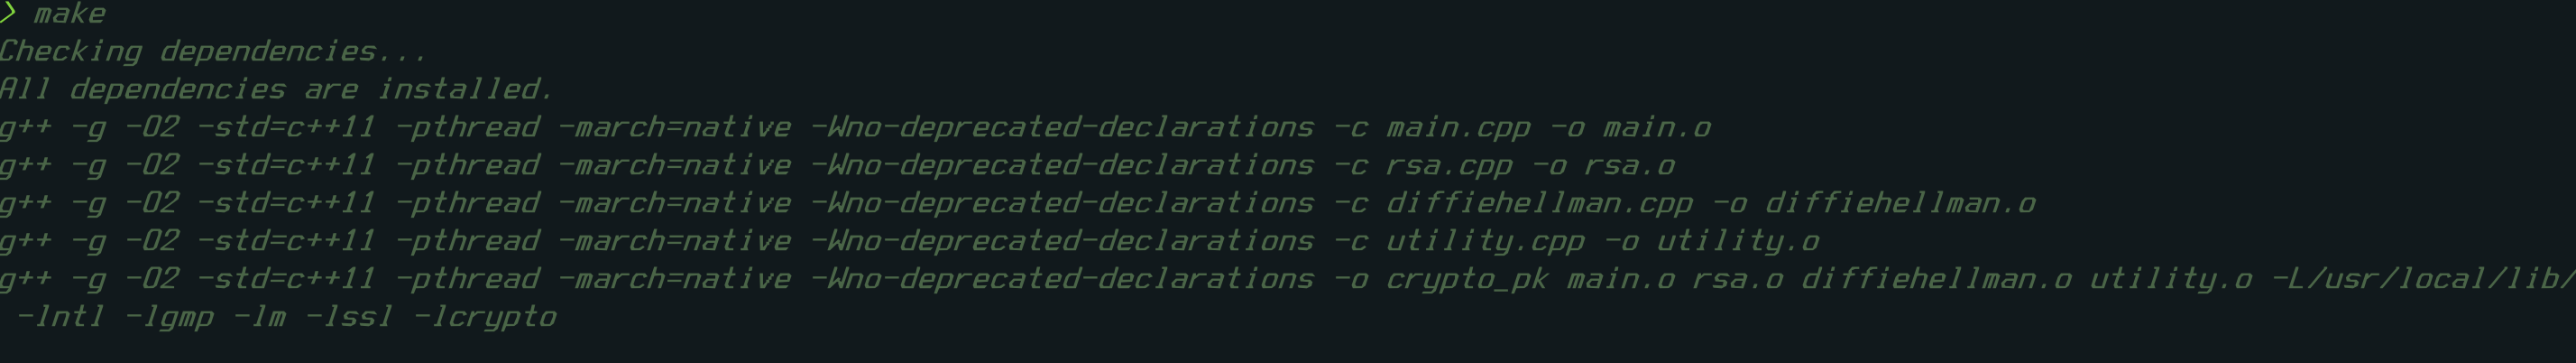 > make
Checking dependencies...
All dependencies are installed.
g++ -g -O2 -std=c++11 -pthread -march=native -Wno-deprecated-declarations -c main.cpp -o main.o
g++ -g -O2 -std=c++11 -pthread -march=native -Wno-deprecated-declarations -c rsa.cpp -o rsa.o
g++ -g -O2 -std=c++11 -pthread -march=native -Wno-deprecated-declarations -c diffiehellman.cpp -o diffiehellman.o
g++ -g -O2 -std=c++11 -pthread -march=native -Wno-deprecated-declarations -c utility.cpp -o utility.o
g++ -g -O2 -std=c++11 -pthread -march=native -Wno-deprecated-declarations -o crypto_pk main.o rsa.o diffiehellman.o utility.o -L/usr/local/lib/
 -lntl -lgmp -lm -lssl -lcrypto